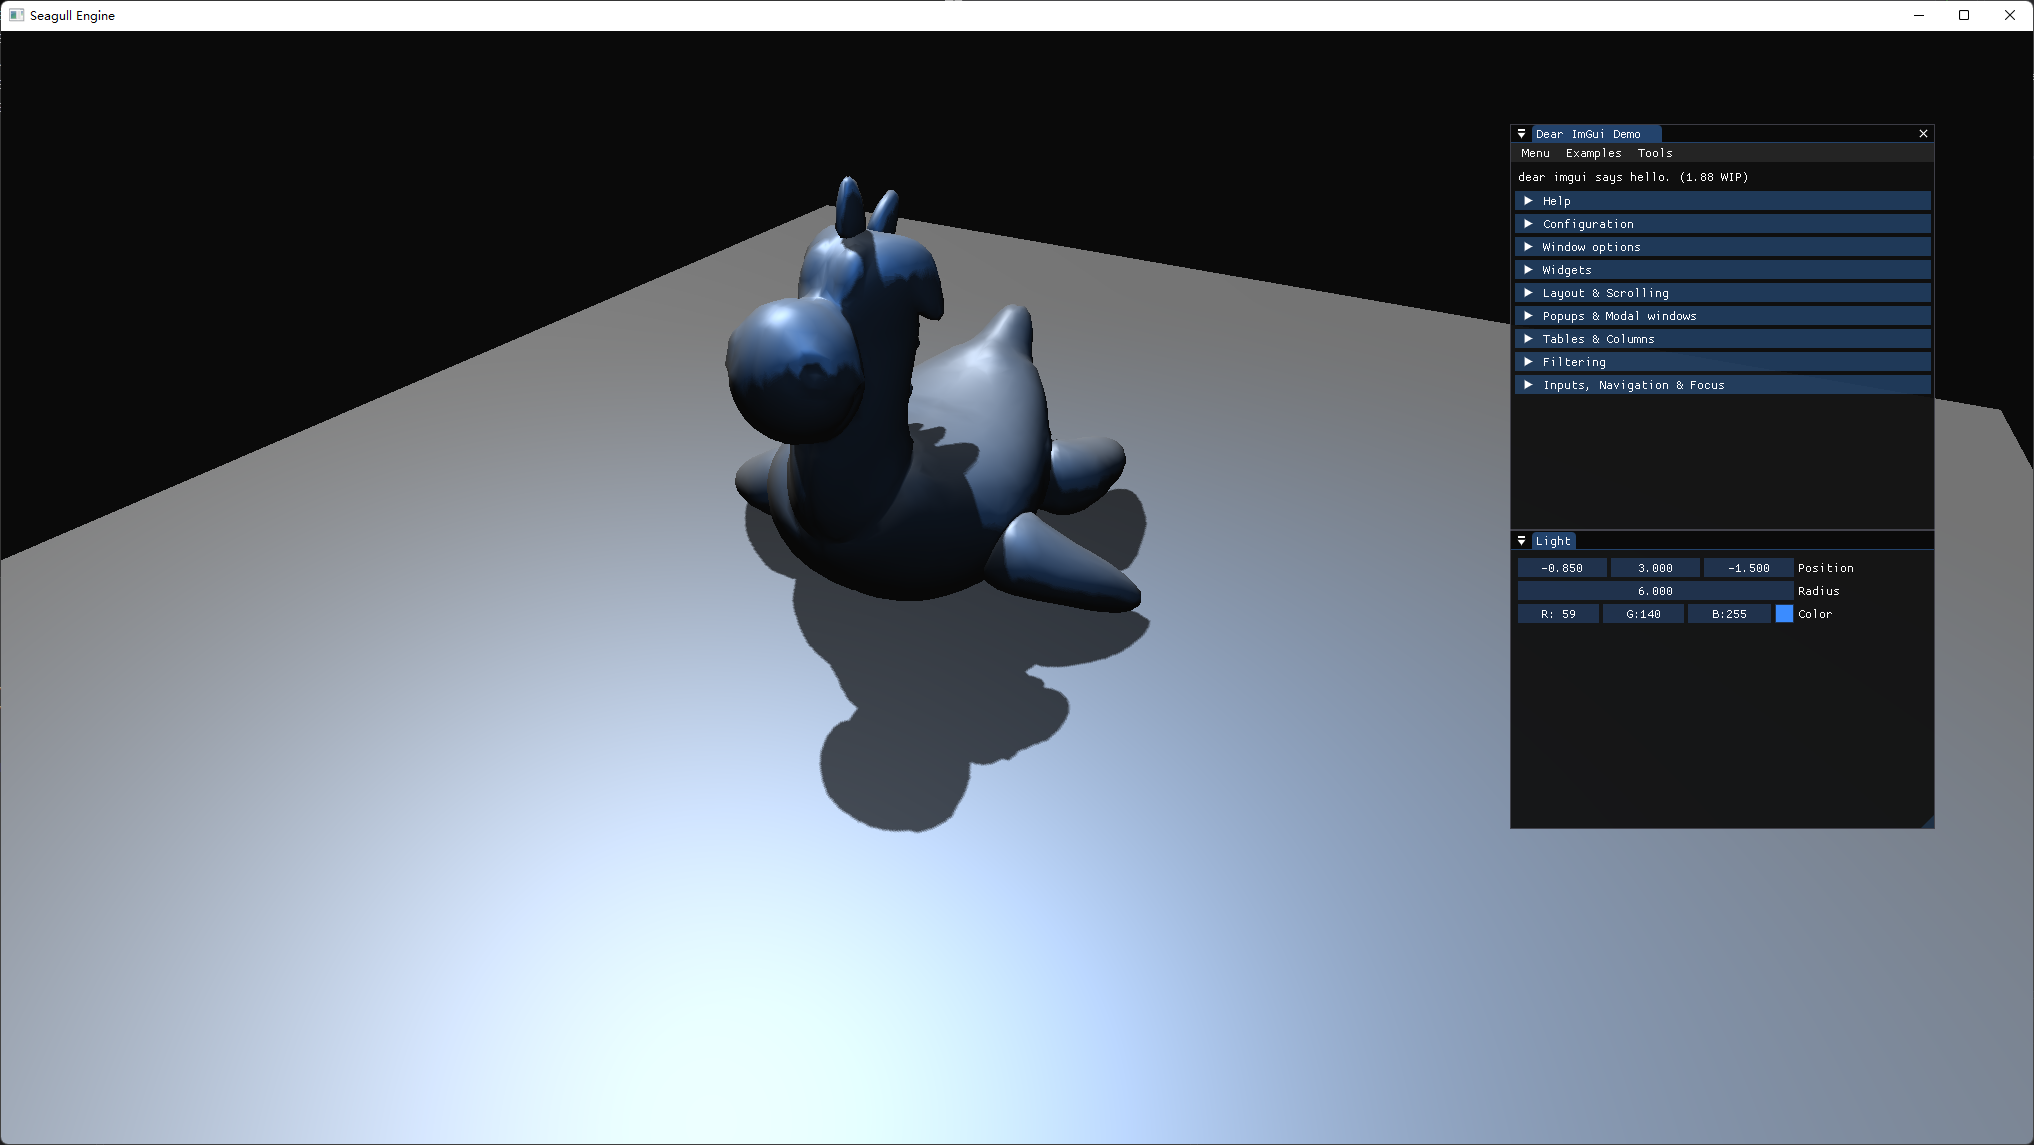 Seagull Engine
Dear ImGui Demo
Menu Examples Tools
dear imgui says hello. (1.88 WIP)
Help
Configuration
Window options
Widgets
Layout & Scrolling
Popups & Modal windows
Tables & Columns
Filtering
Inputs, Navigation & Focus
Light
-0.850 3.000 -1.500 Position
6.000 Radius
R: 59 G:140 B:255 Color